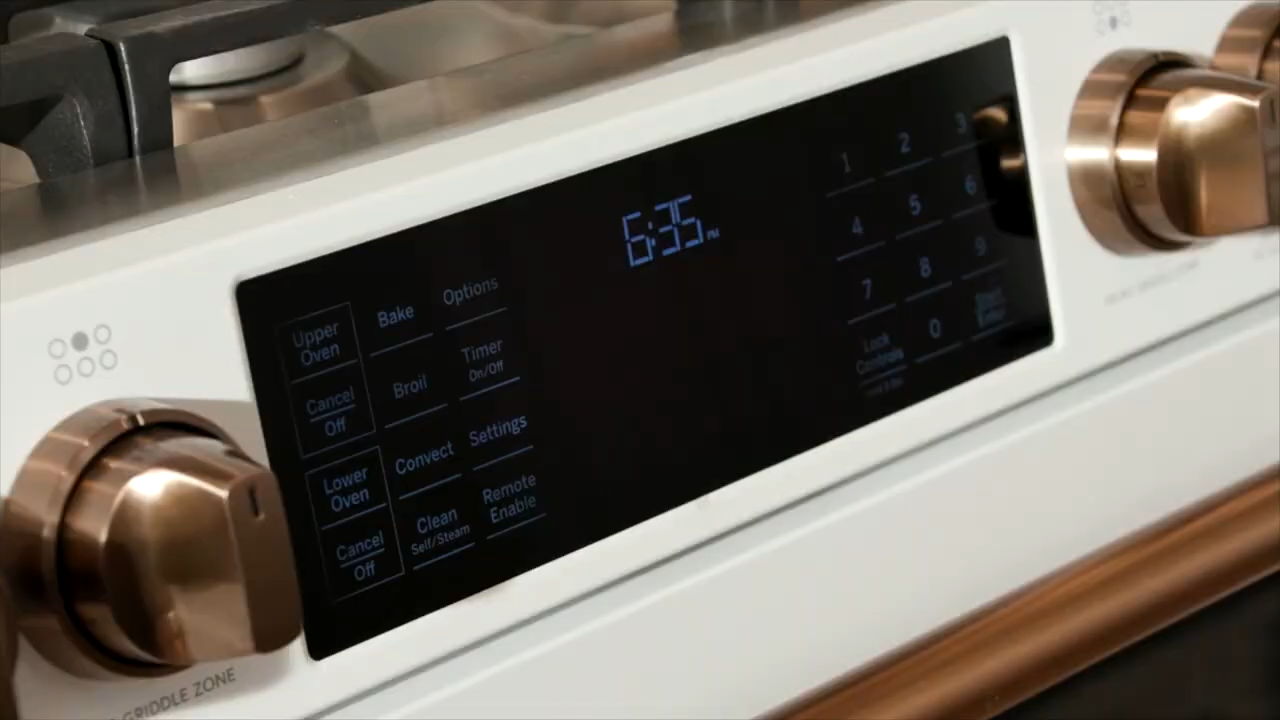 6:35 PM
Upper
Oven
Cancel
Off
Lower
Oven
Cancel
Off
Bake
Broil
Convect
Clean
Self/Steam
Options
Timer
On/Off
Settings
Remote
Enable
1 2 3
4 5 6
7 8 9
Lock
Controls
0
Start
Enter
GRIDDLE ZONE